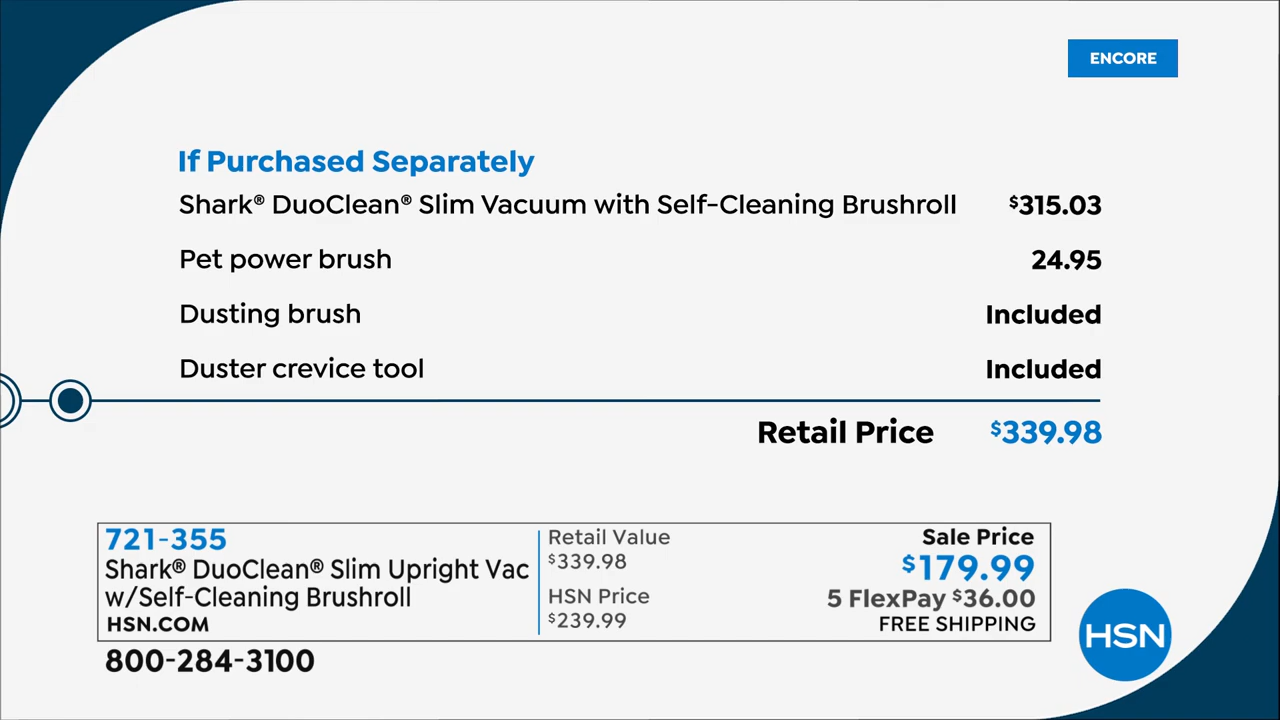 ENCORE
If Purchased Separately
Shark® DuoClean® Slim Vacuum with Self-Cleaning Brushroll $315.03
Pet power brush 24.95
Dusting brush Included
Duster crevice tool Included
Retail Price $339.98
721-355
Shark® DuoClean® Slim Upright Vac
w/Self-Cleaning Brushroll
HSN.COM
Retail Value
$339.98
HSN Price
$239.99
Sale Price
$179.99
5 FlexPay $36.00
FREE SHIPPING
HSN
800-284-3100